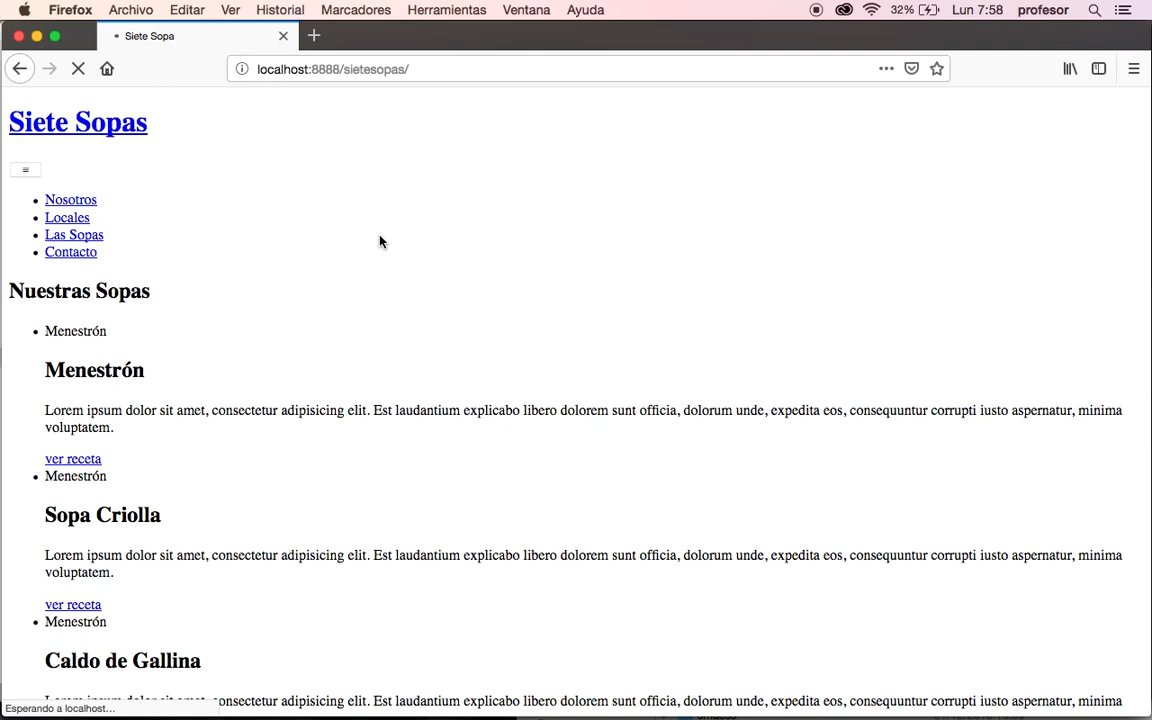 Firefox Archivo Editar Ver Historial Marcadores Herramientas Ventana Ayuda 32% Lun 7:58 profesor
Siete Sopa
localhost:8888/sietesopas/
Siete Sopas
≡
• Nosotros
• Locales
• Las Sopas
• Contacto
Nuestras Sopas
• Menestrón
Menestrón
Lorem ipsum dolor sit amet, consectetur adipisicing elit. Est laudantium explicabo libero dolorem sunt officia, dolorum unde, expedita eos, consequuntur corrupti iusto aspernatur, minima
voluptatem.
ver receta
• Menestrón
Sopa Criolla
Lorem ipsum dolor sit amet, consectetur adipisicing elit. Est laudantium explicabo libero dolorem sunt officia, dolorum unde, expedita eos, consequuntur corrupti iusto aspernatur, minima
voluptatem.
ver receta
• Menestrón
Caldo de Gallina
Lorem ipsum dolor sit amet, consectetur adipisicing elit. Est laudantium explicabo libero dolorem sunt officia, dolorum unde, expedita eos, consequuntur corrupti iusto aspernatur, minima
Esperando a localhost…